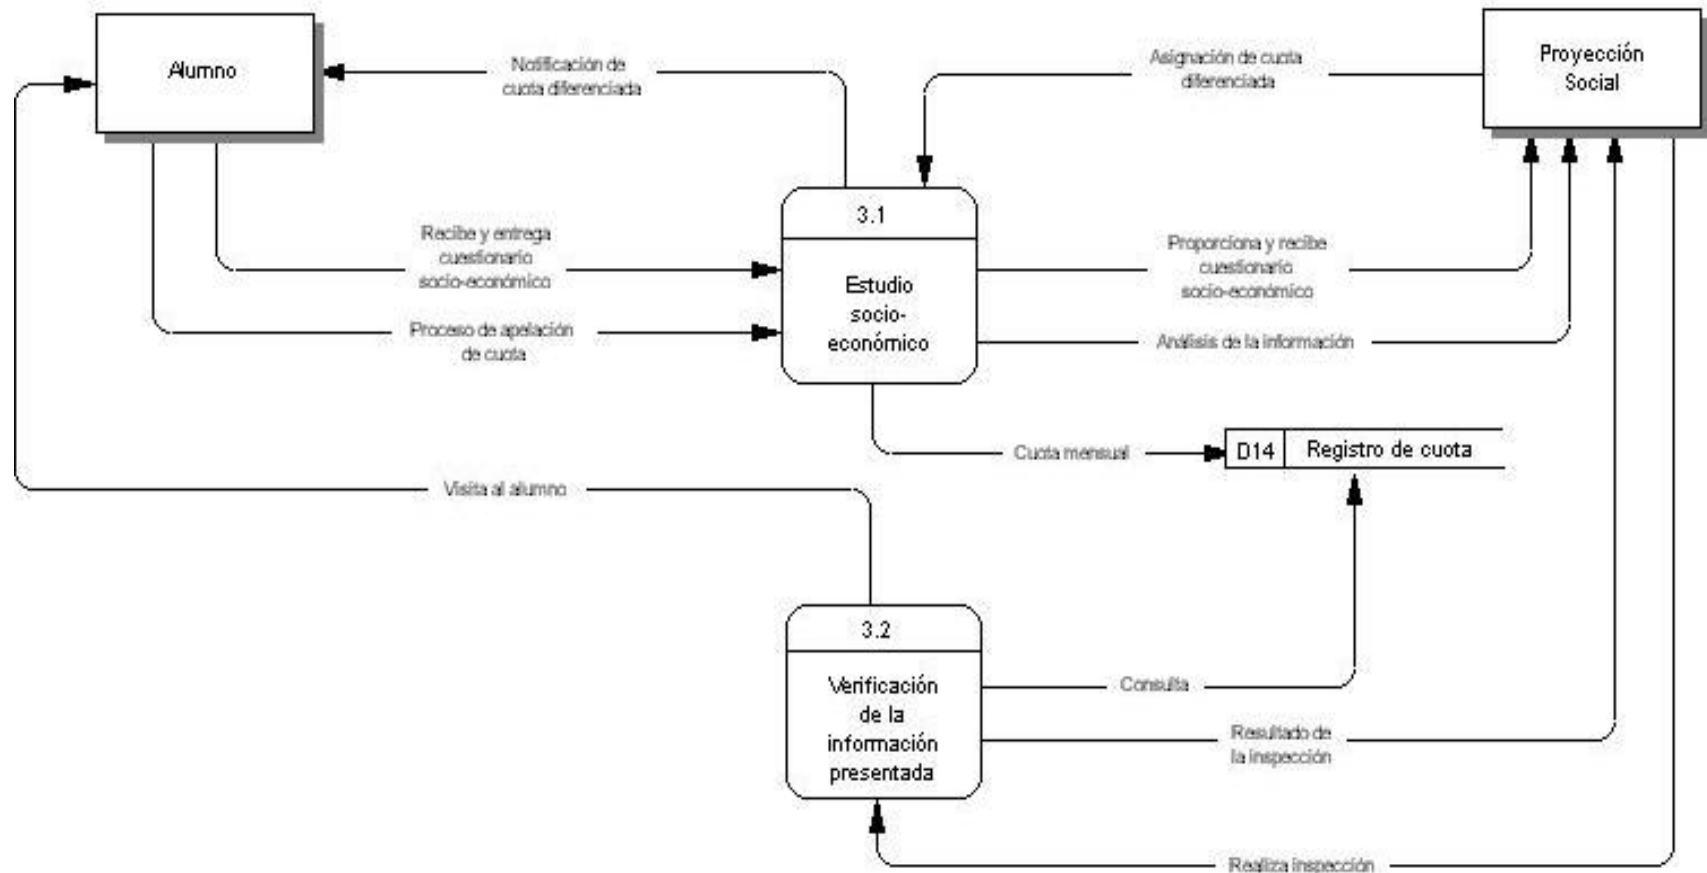 Alumno
Notificación de
cuota diferenciada
Asignación de cuota
diferenciada
Proyección
Social
3.1
Estudio
socio-
económico
Recibe y entrega
cuestionario
socio-económico
Proporciona y recibe
cuestionario
socio-económico
Proceso de apelación
de cuota
Análisis de la información
Cuota mensual
D14
Registro de cuota
Visita al alumno
3.2
Verificación
de la
información
presentada
Consulta
Resultado de
la inspección
Realiza inspección